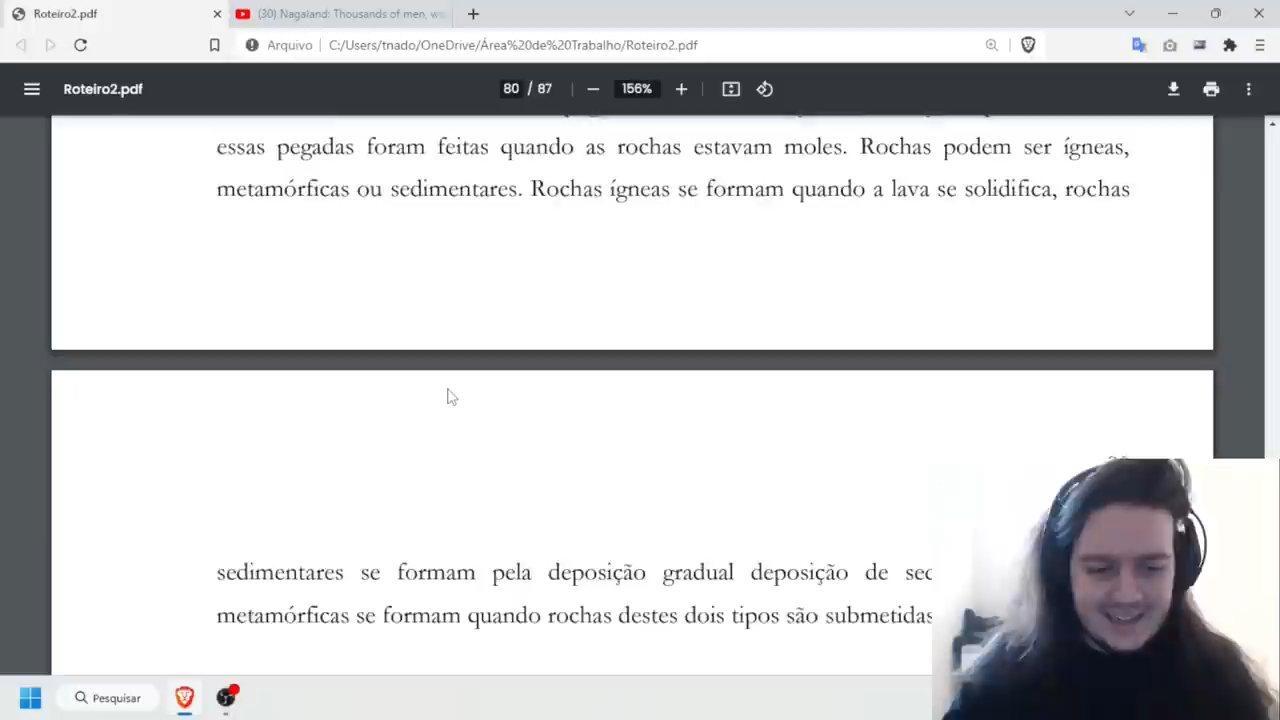 Roteiro2.pdf
(30) Nagaland: Thousands of men, wo
Arquivo C:/Users/tnado/OneDrive/Área%20de%20Trabalho/Roteiro2.pdf
Roteiro2.pdf 80 / 87 156%
essas pegadas foram feitas quando as rochas estavam moles. Rochas podem ser ígneas,
metamórficas ou sedimentares. Rochas ígneas se formam quando a lava se solidifica, rochas
sedimentares se formam pela deposição gradual deposição de sed
metamórficas se formam quando rochas destes dois tipos são submetidas
Pesquisar